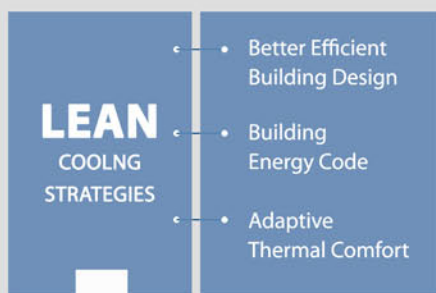 LEAN
COOLNG
STRATEGIES
Better Efficient
Building Design
Building
Energy Code
Adaptive
Thermal Comfort